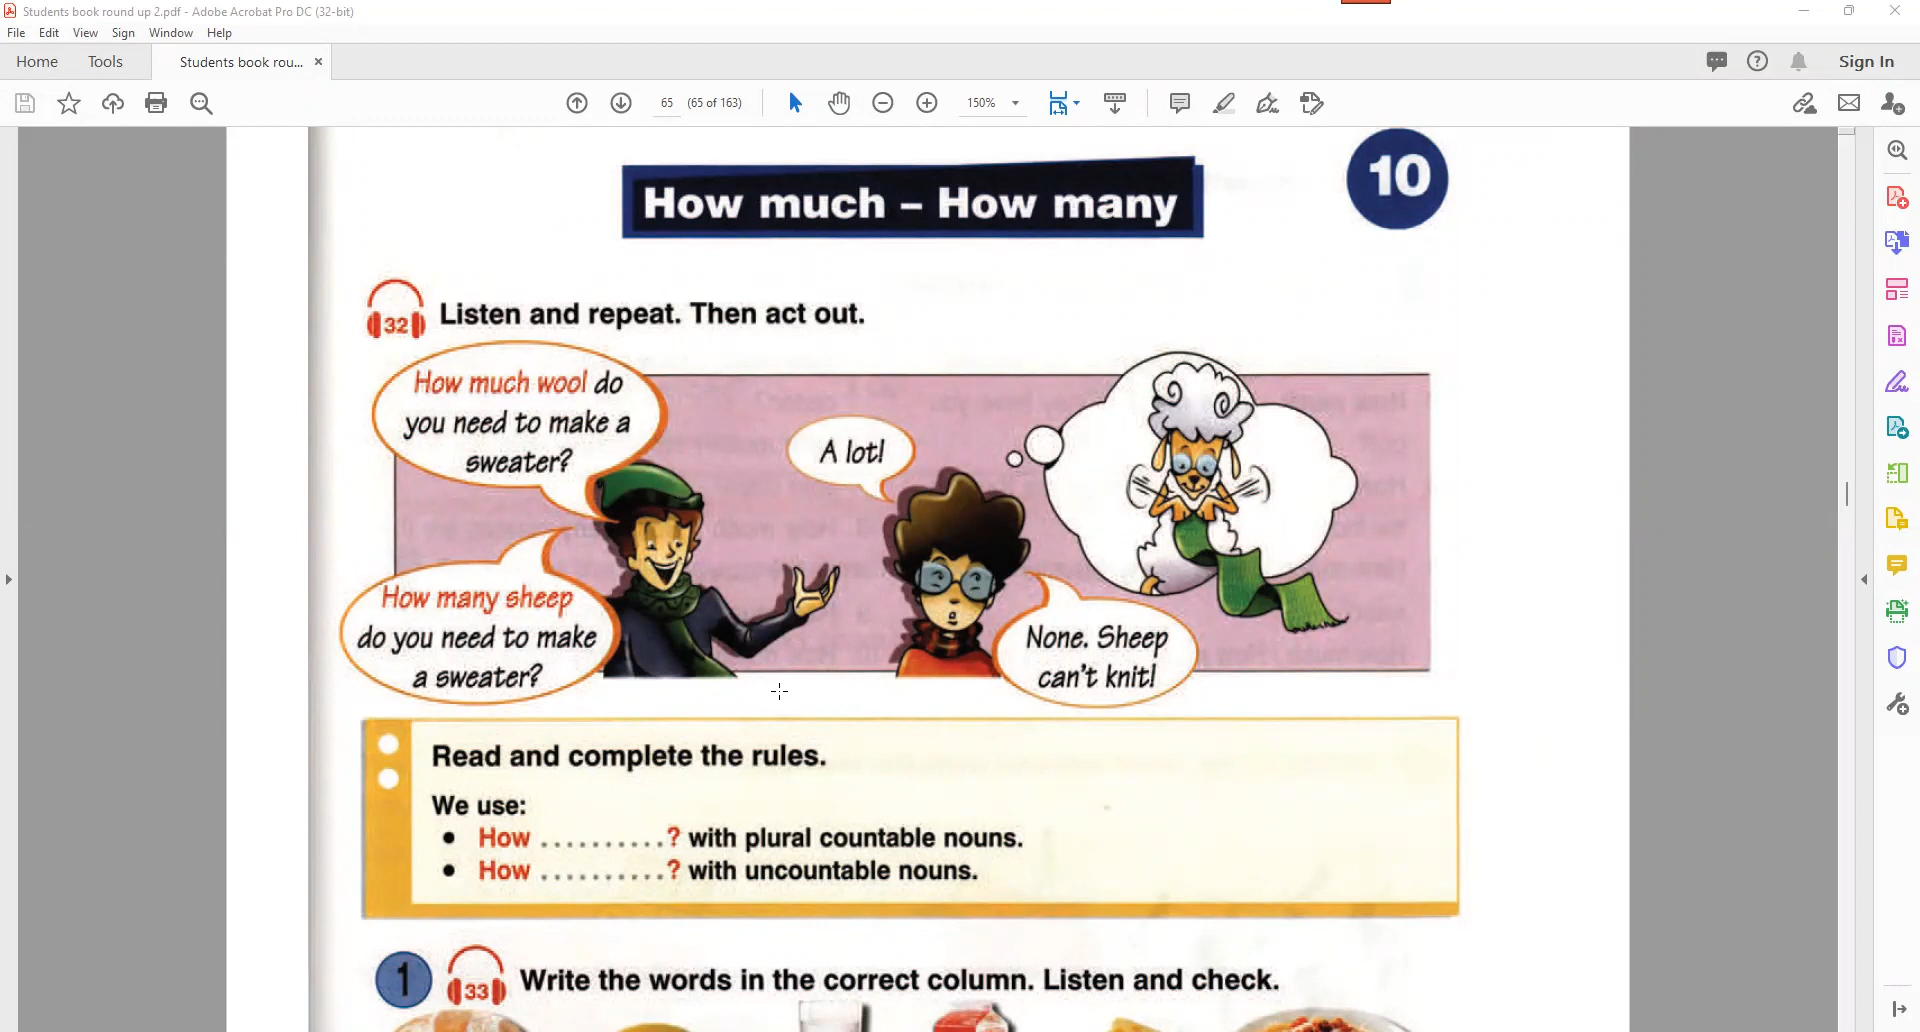 Students book round up 2.pdf - Adobe Acrobat Pro DC (32-bit)
File Edit View Sign Window Help
Home Tools Students book rou... × Sign In
65 (65 of 163) 150%
10
How much – How many
32 Listen and repeat. Then act out.
How much wool do
you need to make a
sweater?
A lot!
How many sheep
do you need to make
a sweater?
None. Sheep
can't knit!
Read and complete the rules.
We use:
• How ..........? with plural countable nouns.
• How ..........? with uncountable nouns.
1 33 Write the words in the correct column. Listen and check.